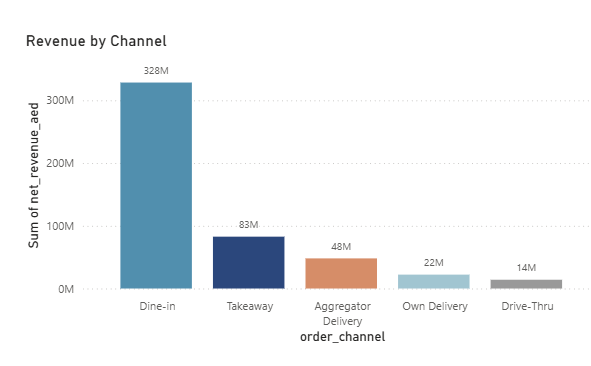 Revenue by Channel
Sum of net_revenue_aed
300M
200M
100M
0M
328M
83M
48M
22M
14M
Dine-in
Takeaway
Aggregator
Delivery
Own Delivery
Drive-Thru
order_channel